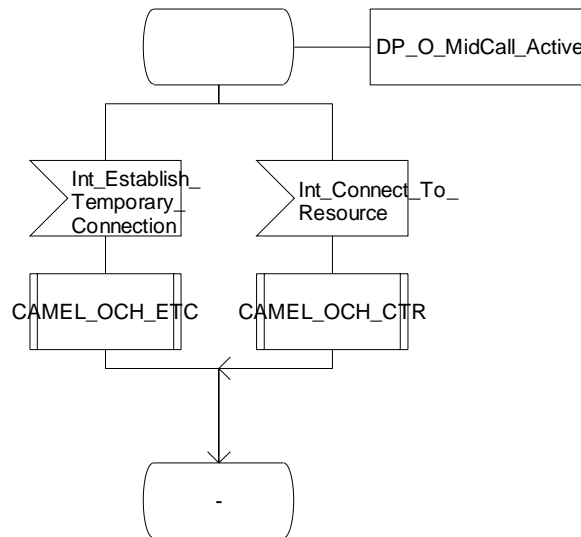 DP_O_MidCall_Active
Int_Establish_
Temporary_
Connection
Int_Connect_To_
Resource
CAMEL_OCH_ETC
CAMEL_OCH_CTR
-